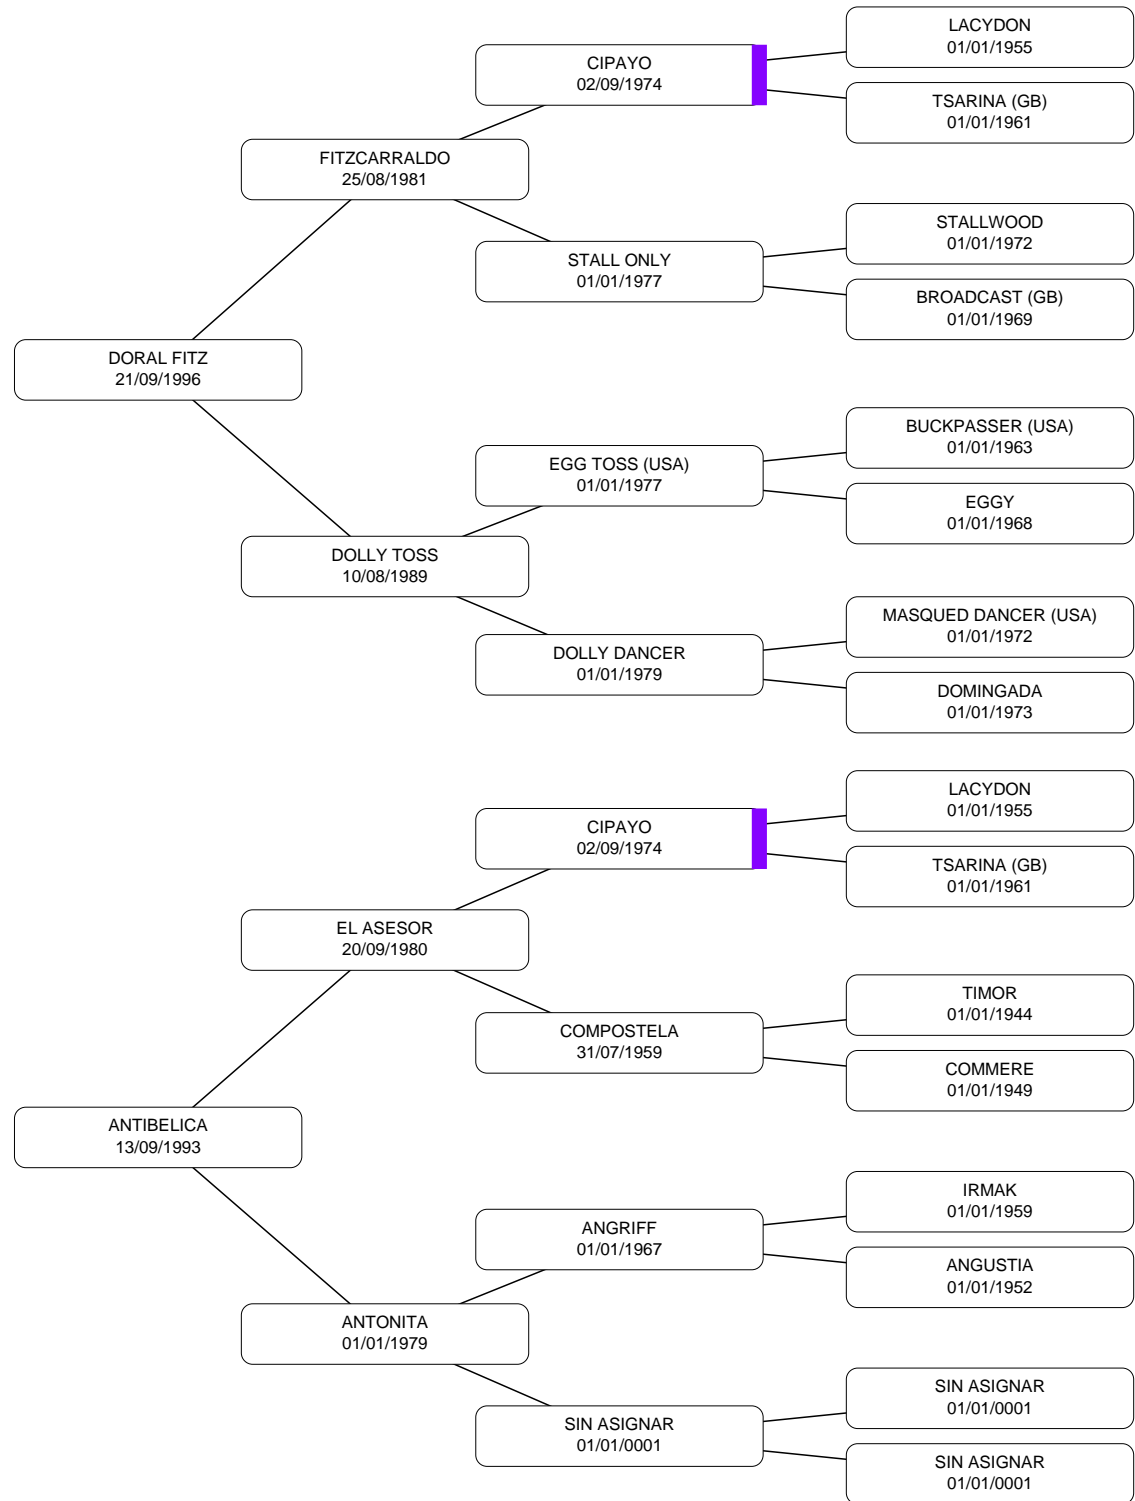 LACYDON
01/01/1955
CIPAYO
02/09/1974
TSARINA (GB)
01/01/1961
FITZCARRALDO
25/08/1981
STALLWOOD
01/01/1972
STALL ONLY
01/01/1977
BROADCAST (GB)
01/01/1969
DORAL FITZ
21/09/1996
BUCKPASSER (USA)
01/01/1963
EGG TOSS (USA)
01/01/1977
EGGY
01/01/1968
DOLLY TOSS
10/08/1989
MASQUED DANCER (USA)
01/01/1972
DOLLY DANCER
01/01/1979
DOMINGADA
01/01/1973
LACYDON
01/01/1955
CIPAYO
02/09/1974
TSARINA (GB)
01/01/1961
EL ASESOR
20/09/1980
TIMOR
01/01/1944
COMPOSTELA
31/07/1959
COMMERE
01/01/1949
ANTIBELICA
13/09/1993
IRMAK
01/01/1959
ANGRIFF
01/01/1967
ANGUSTIA
01/01/1952
ANTONITA
01/01/1979
SIN ASIGNAR
01/01/0001
SIN ASIGNAR
01/01/0001
SIN ASIGNAR
01/01/0001